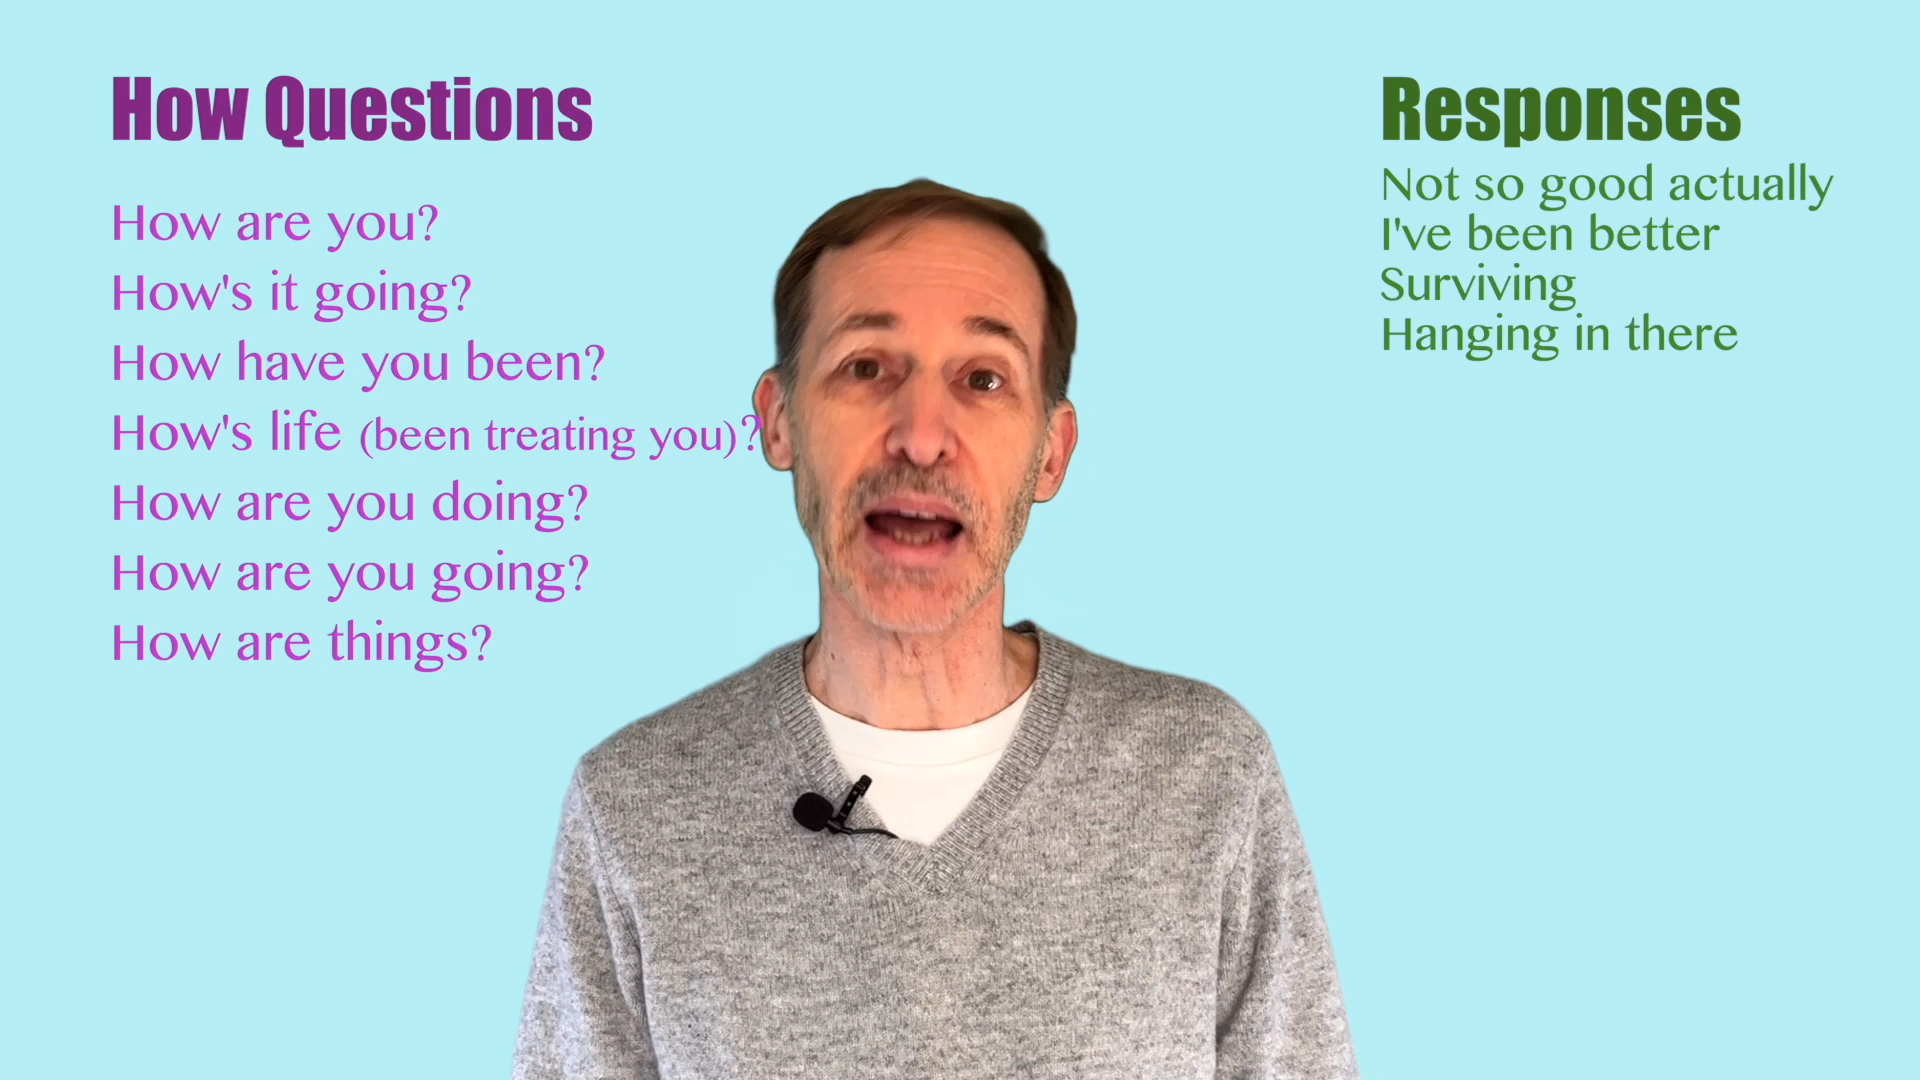 How Questions
How are you?
How's it going?
How have you been?
How's life (been treating you)?
How are you doing?
How are you going?
How are things?
Responses
Not so good actually
I've been better
Surviving
Hanging in there